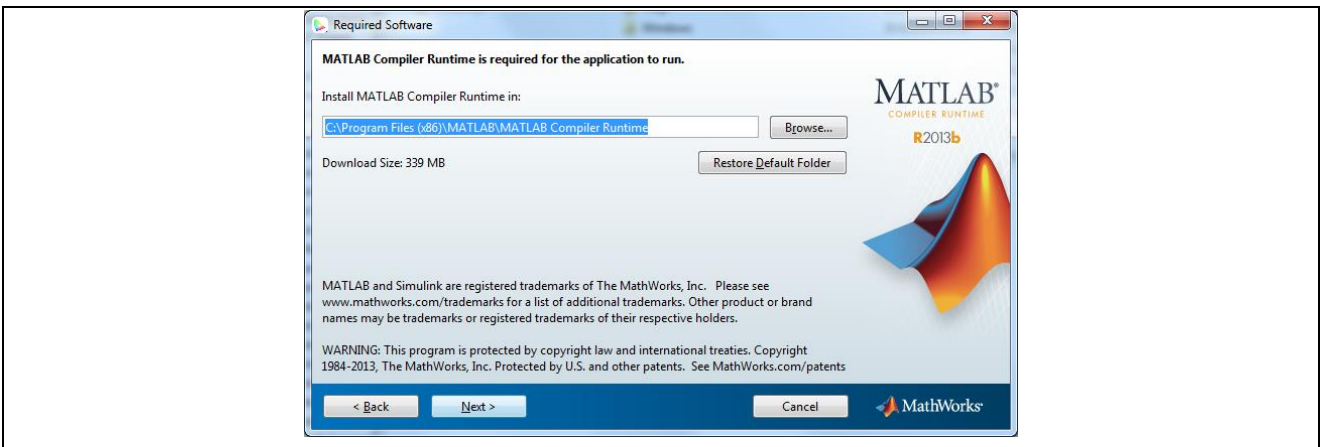 Required Software
MATLAB Compiler Runtime is required for the application to run.
Install MATLAB Compiler Runtime in:
C:\Program Files (x86)\MATLAB\MATLAB Compiler Runtime
Browse...
Download Size: 339 MB
Restore Default Folder
MATLAB®
COMPILER RUNTIME
R2013b
MATLAB and Simulink are registered trademarks of The MathWorks, Inc. Please see
www.mathworks.com/trademarks for a list of additional trademarks. Other product or brand
names may be trademarks or registered trademarks of their respective holders.
WARNING: This program is protected by copyright law and international treaties. Copyright
1984-2013, The MathWorks, Inc. Protected by U.S. and other patents. See MathWorks.com/patents
< Back
Next >
Cancel
MathWorks®